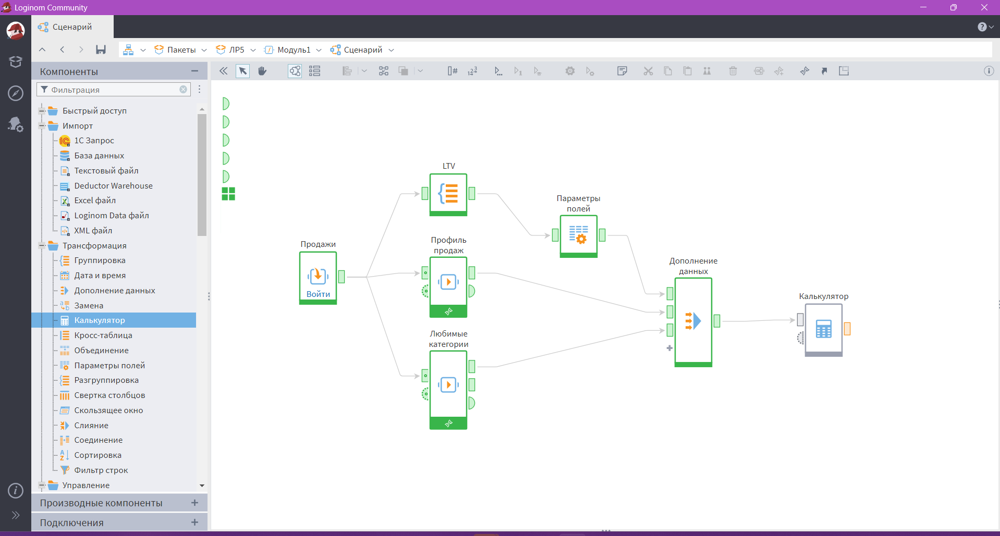 Loginom Community
Сценарий
?
Пакеты
ЛР5
Модуль1
Сценарий
Компоненты
Фильтрация
Быстрый доступ
Импорт
1С Запрос
База данных
Текстовый файл
Deductor Warehouse
Excel файл
Loginom Data файл
XML файл
Трансформация
Группировка
Дата и время
Дополнение данных
Замена
Калькулятор
Кросс-таблица
Объединение
Параметры полей
Разгруппировка
Свертка столбцов
Скользящее окно
Слияние
Соединение
Сортировка
Фильтр строк
Управление
Производные компоненты
Подключения
LTV
Параметры
полей
Профиль
продаж
Продажи
Войти
Дополнение
данных
Калькулятор
Любимые
категории